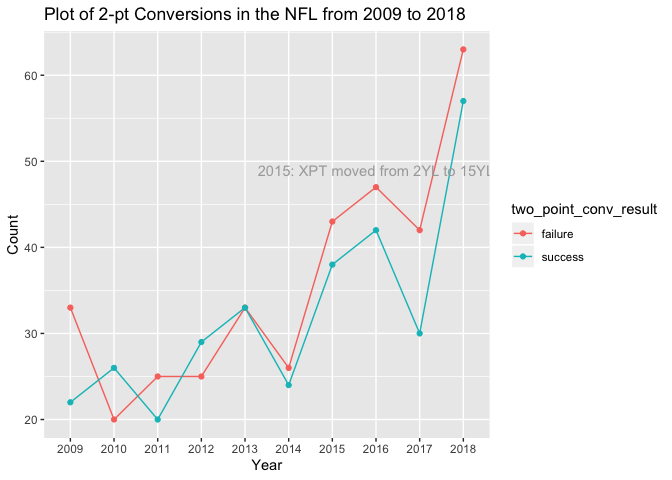 Plot of 2-pt Conversions in the NFL from 2009 to 2018
60
50
40
30
20
Count
2015: XPT moved from 2YL to 15YL
2009 2010 2011 2012 2013 2014 2015 2016 2017 2018
Year
two_point_conv_result
failure
success